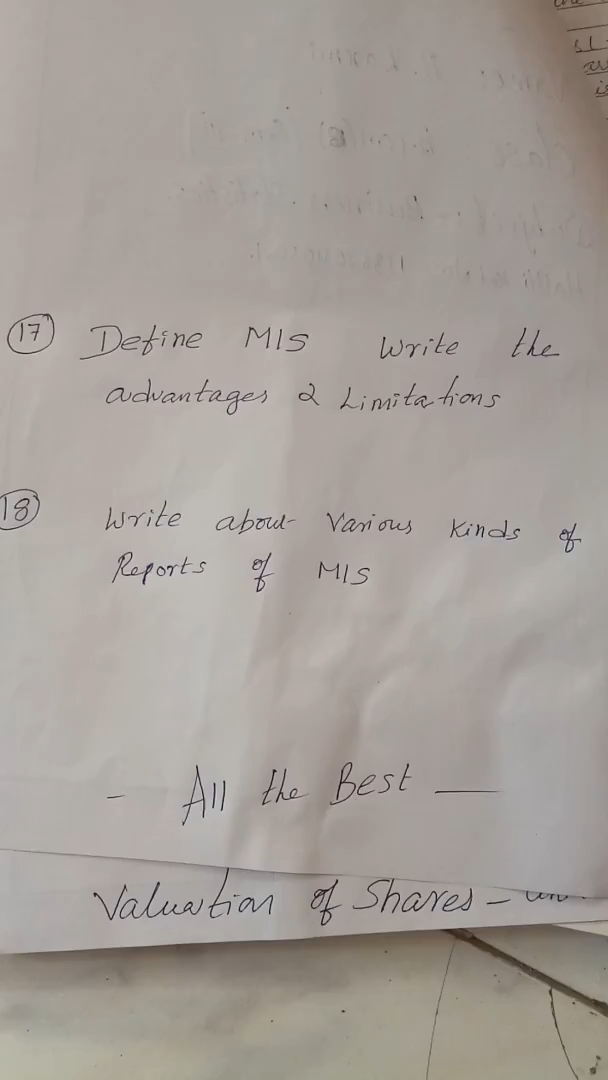 17 Define MIS Write the
advantages & Limitations
18 Write about Various Kinds of
Reports of MIS
- All the Best —
Valuation of Shares -